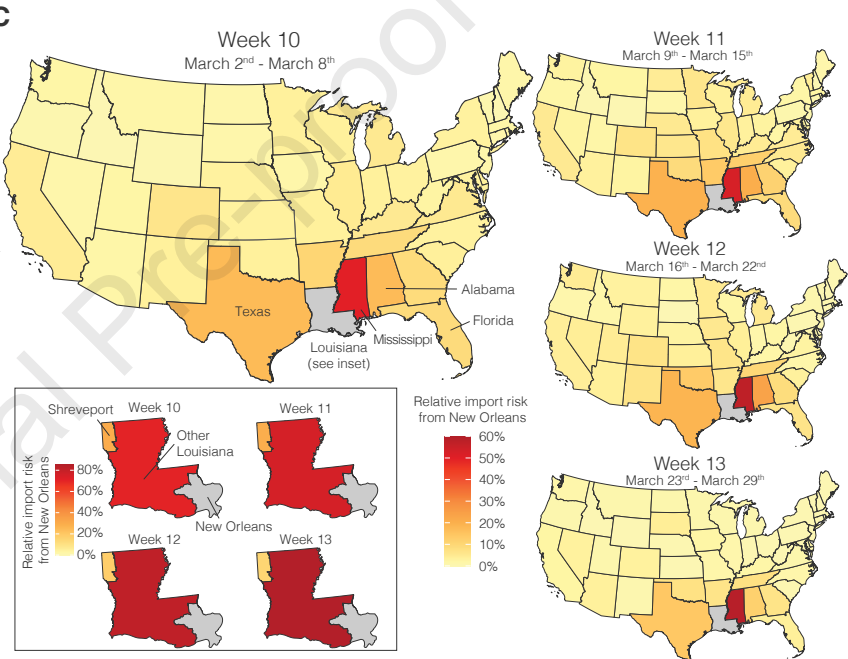 C
Week 10
March 2nd - March 8th
Texas
Louisiana
(see inset)
Mississippi
Alabama
Florida
Week 11
March 9th - March 15th
Week 12
March 16th - March 22nd
Week 13
March 23rd - March 29th
Relative import risk
from New Orleans
60%
50%
40%
30%
20%
10%
0%
Shreveport
Week 10
Other
Louisiana
New Orleans
Week 11
Relative import risk
from New Orleans
80%
60%
40%
20%
0%
Week 12
Week 13
nal Pre-proo